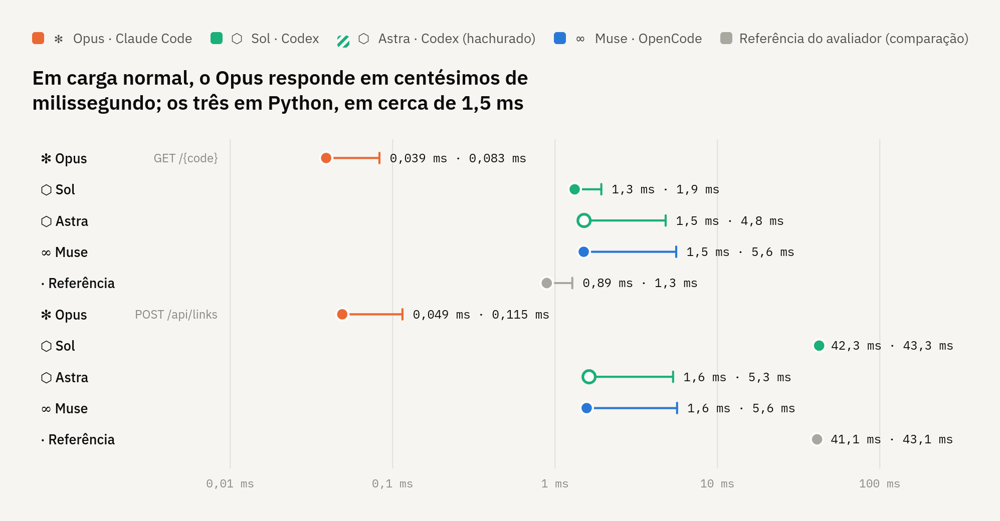 ✻ Opus · Claude Code ⬡ Sol · Codex ⬡ Astra · Codex (hachurado) ∞ Muse · OpenCode Referência do avaliador (comparação)
Em carga normal, o Opus responde em centésimos de
milissegundo; os três em Python, em cerca de 1,5 ms
✻ Opus GET /{code} 0,039 ms · 0,083 ms
⬡ Sol 1,3 ms · 1,9 ms
⬡ Astra 1,5 ms · 4,8 ms
∞ Muse 1,5 ms · 5,6 ms
· Referência 0,89 ms · 1,3 ms
✻ Opus POST /api/links 0,049 ms · 0,115 ms
⬡ Sol 42,3 ms · 43,3 ms
⬡ Astra 1,6 ms · 5,3 ms
∞ Muse 1,6 ms · 5,6 ms
· Referência 41,1 ms · 43,1 ms
0,01 ms 0,1 ms 1 ms 10 ms 100 ms